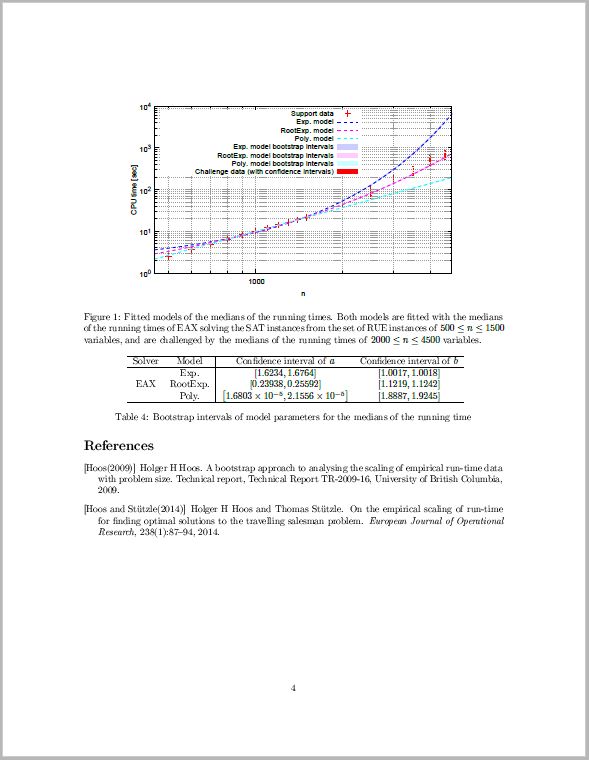 10^4
10^3
10^2
10^1
10^0
CPU time [sec]
Support data
Exp. model
RootExp. model
Poly. model
Exp. model bootstrap intervals
RootExp. model bootstrap intervals
Poly. model bootstrap intervals
Challenge data (with confidence intervals)
1000
n
Figure 1: Fitted models of the medians of the running times. Both models are fitted with the medians
of the running times of EAX solving the SAT instances from the set of RUE instances of 500 ≤ n ≤ 1500
variables, and are challenged by the medians of the running times of 2000 ≤ n ≤ 4500 variables.
Solver Model Confidence interval of a Confidence interval of b
Exp. [1.6234, 1.6764] [1.0017, 1.0018]
EAX RootExp. [0.23938, 0.25592] [1.1219, 1.1242]
Poly. [1.6803 × 10^-5, 2.1556 × 10^-5] [1.8887, 1.9245]
Table 4: Bootstrap intervals of model parameters for the medians of the running time
References
[Hoos(2009)] Holger H Hoos. A bootstrap approach to analysing the scaling of empirical run-time data
with problem size. Technical report, Technical Report TR-2009-16, University of British Columbia,
2009.
[Hoos and Stützle(2014)] Holger H Hoos and Thomas Stützle. On the empirical scaling of run-time
for finding optimal solutions to the travelling salesman problem. European Journal of Operational
Research, 238(1):87–94, 2014.
4